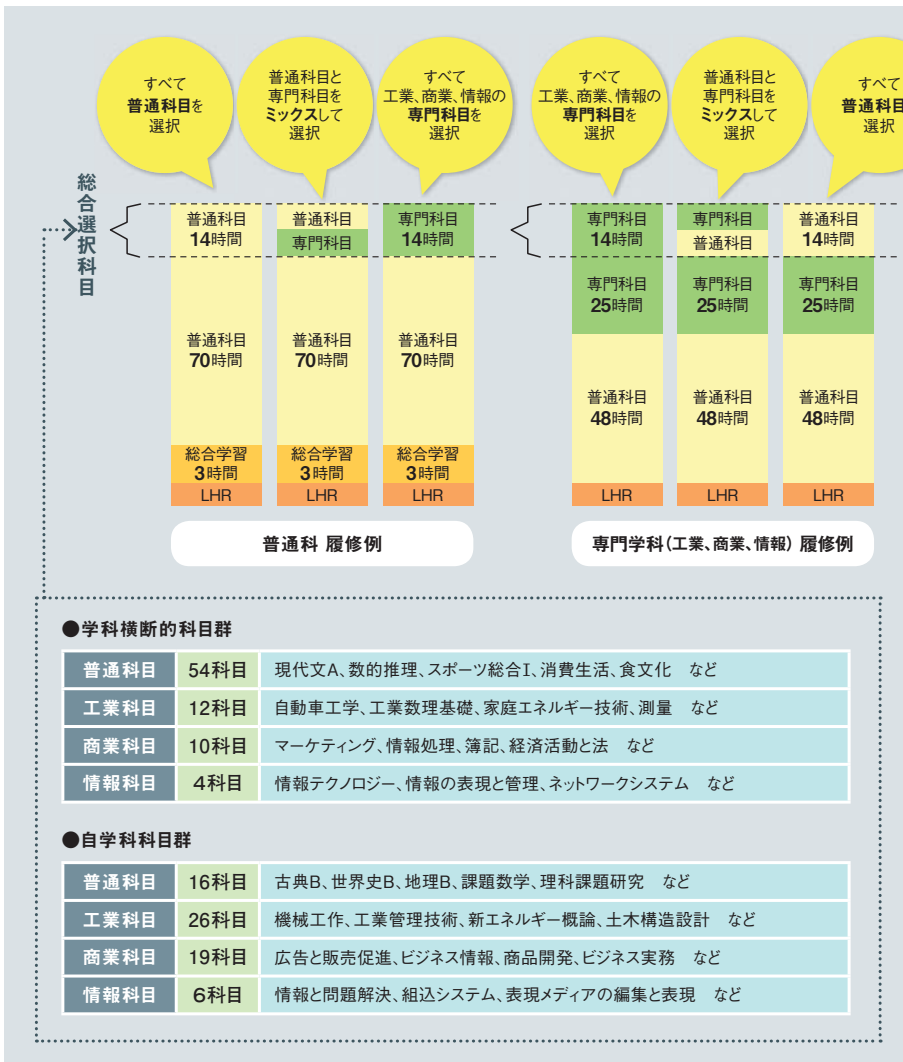 すべて
普通科目を
選択
普通科目と
専門科目を
ミックスして
選択
すべて
工業、商業、情報の
専門科目を
選択
すべて
工業、商業、情報の
専門科目を
選択
普通科目と
専門科目を
ミックスして
選択
すべて
普通科目
選択
総合選択科目
普通科目
14時間
普通科目
70時間
総合学習
3時間
LHR
普通科目
専門科目
普通科目
70時間
総合学習
3時間
LHR
専門科目
14時間
普通科目
70時間
総合学習
3時間
LHR
普通科 履修例
専門科目
14時間
専門科目
25時間
普通科目
48時間
LHR
専門科目
普通科目
専門科目
25時間
普通科目
48時間
LHR
普通科目
14時間
専門科目
25時間
普通科目
48時間
LHR
専門学科(工業、商業、情報) 履修例
●学科横断的科目群
普通科目 54科目 現代文A、数的推理、スポーツ総合Ⅰ、消費生活、食文化 など
工業科目 12科目 自動車工学、工業数理基礎、家庭エネルギー技術、測量 など
商業科目 10科目 マーケティング、情報処理、簿記、経済活動と法 など
情報科目 4科目 情報テクノロジー、情報の表現と管理、ネットワークシステム など
●自学科科目群
普通科目 16科目 古典B、世界史B、地理B、課題数学、理科課題研究 など
工業科目 26科目 機械工作、工業管理技術、新エネルギー概論、土木構造設計 など
商業科目 19科目 広告と販売促進、ビジネス情報、商品開発、ビジネス実務 など
情報科目 6科目 情報と問題解決、組込システム、表現メディアの編集と表現 など